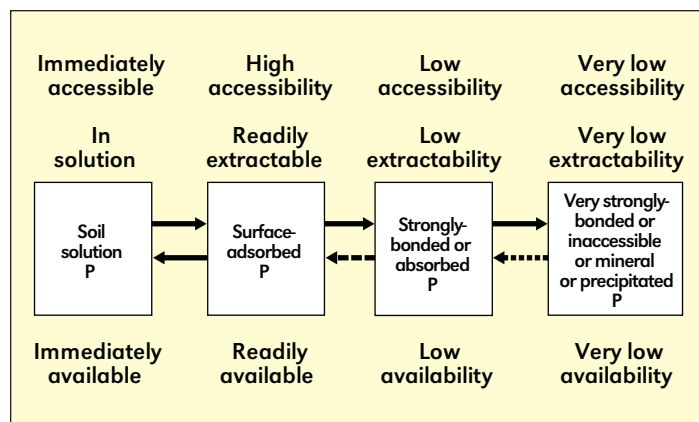 Immediately accessible
High accessibility
Low accessibility
Very low accessibility
In solution
Readily extractable
Low extractability
Very low extractability
Soil
solution
P
Surface-
adsorbed
P
Strongly-
bonded or
absorbed
P
Very strongly-
bonded or
inaccessible
or mineral
or precipitated
P
Immediately available
Readily available
Low availability
Very low availability